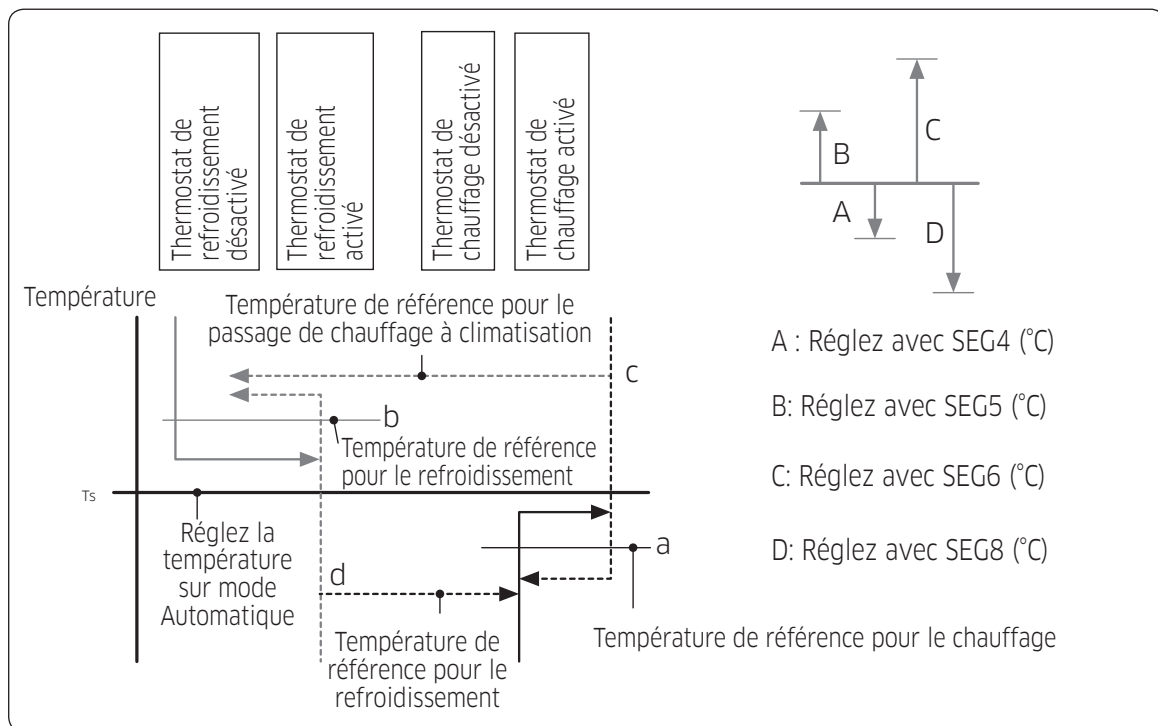 Thermostat de
refroidissement
désactivé
Thermostat de
refroidissement
activé
Thermostat de
chauffage désactivé
Thermostat de
chauffage activé
Température
Température de référence pour le
passage de chauffage à climatisation
c
b
Température de référence
pour le refroidissement
Ts
Réglez la
température
sur mode
Automatique
a
d
Température de
référence pour le
refroidissement
Température de référence pour le chauffage
B
C
A
D
A : Réglez avec SEG4 (°C)
B: Réglez avec SEG5 (°C)
C: Réglez avec SEG6 (°C)
D: Réglez avec SEG8 (°C)